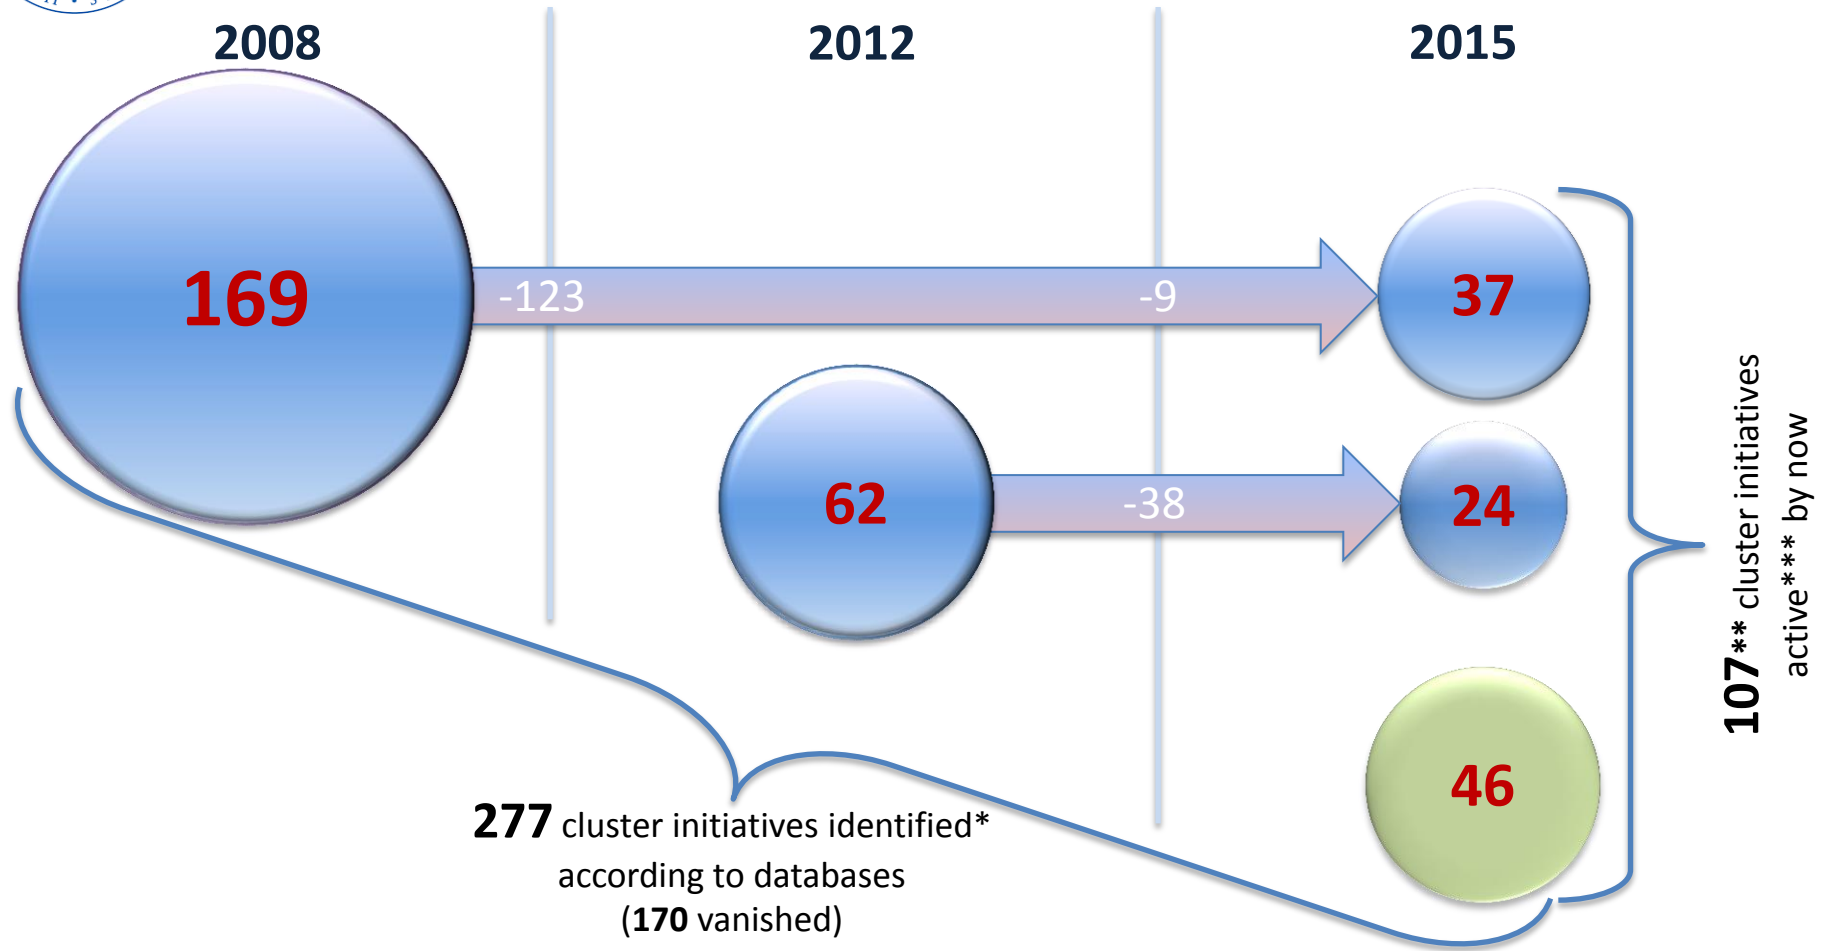 2008
2012
2015
169
-123
-9
37
62
-38
24
46
107** cluster initiatives
active*** by now
277 cluster initiatives identified*
according to databases
(170 vanished)